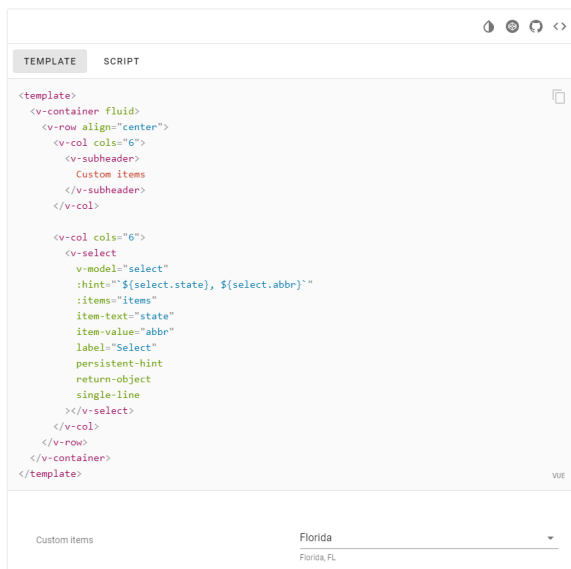 TEMPLATE SCRIPT
<template>
  <v-container fluid>
    <v-row align="center">
      <v-col cols="6">
        <v-subheader>
          Custom items
        </v-subheader>
      </v-col>

      <v-col cols="6">
        <v-select
          v-model="select"
          :hint="`${select.state}, ${select.abbr}`"
          :items="items"
          item-text="state"
          item-value="abbr"
          label="Select"
          persistent-hint
          return-object
          single-line
        ></v-select>
      </v-col>
    </v-row>
  </v-container>
</template>
VUE
Custom items
Florida
Florida, FL